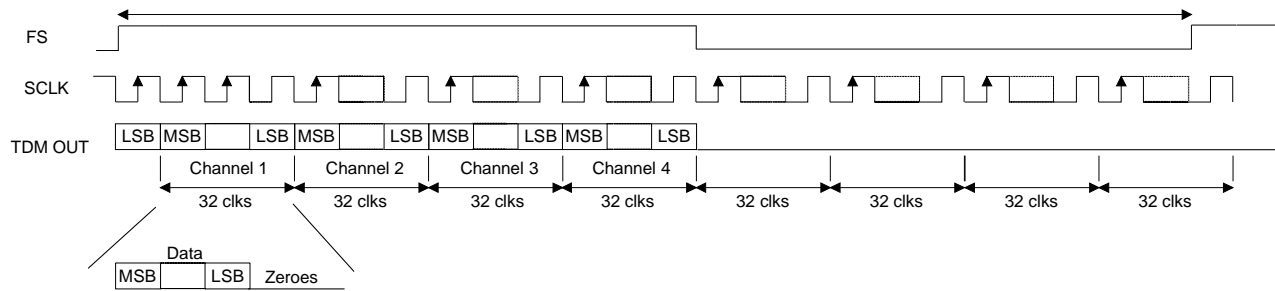 FS
SCLK
TDM OUT
LSB MSB LSB MSB LSB MSB LSB MSB LSB
Channel 1 Channel 2 Channel 3 Channel 4
32 clks 32 clks 32 clks 32 clks 32 clks 32 clks 32 clks 32 clks
Data
MSB LSB Zeroes